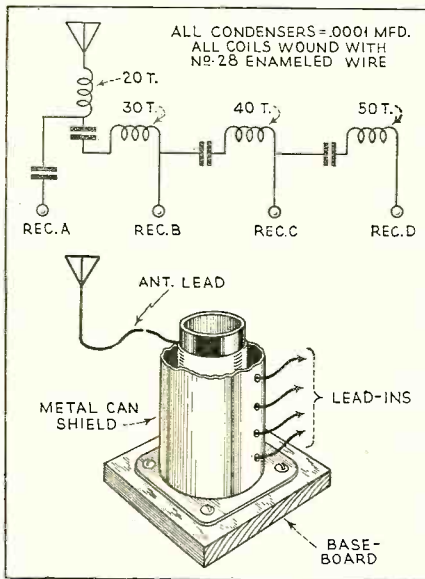 ALL CONDENSERS = .0001 MFD.
ALL COILS WOUND WITH
Nº 28 ENAMELED WIRE
20 T.
30 T.
40 T.
50 T.
REC. A
REC. B
REC. C
REC. D
ANT. LEAD
METAL CAN
SHIELD
LEAD-INS
BASE-
BOARD